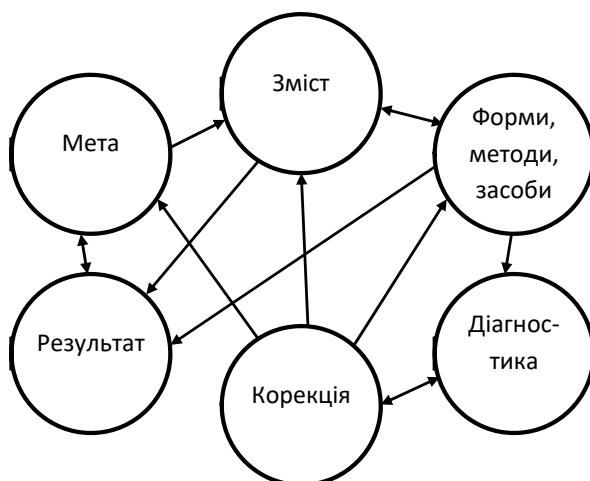 Зміст
Мета
Форми,
методи,
засоби
Результат
Корекція
Діагнос-
тика